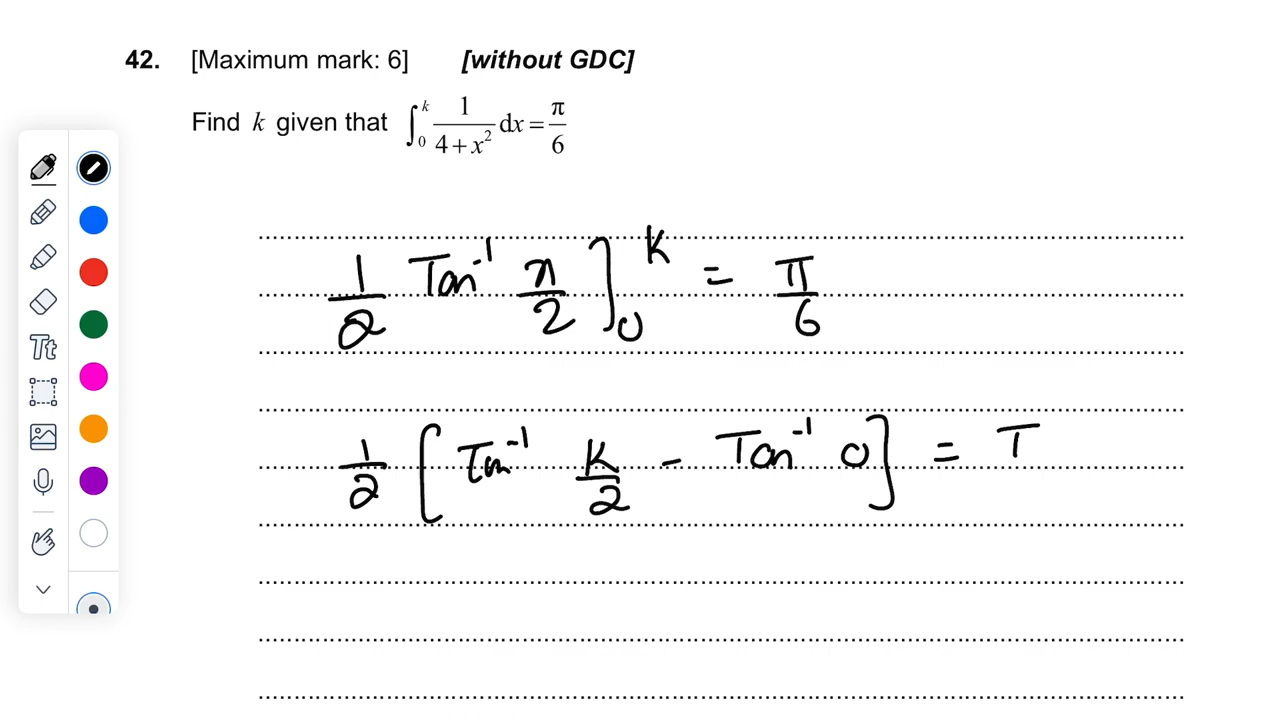 42. [Maximum mark: 6] [without GDC]
Find k given that ∫₀ᵏ 1/(4+x²) dx = π/6
1/2 Tan⁻¹ x/2 ]₀ᴷ = π/6
1/2 [ Tan⁻¹ K/2 - Tan⁻¹ 0 ] = T
Tt